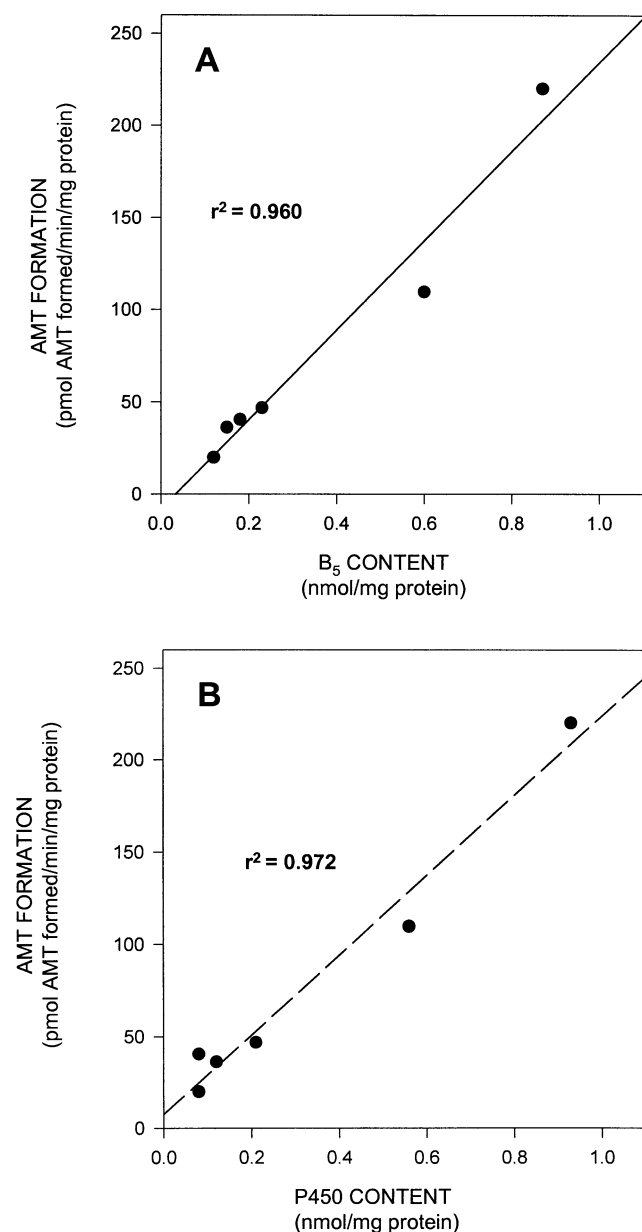 A
r² = 0.960
AMT FORMATION
(pmol AMT formed/min/mg protein)
250
200
150
100
50
0
0.0 0.2 0.4 0.6 0.8 1.0
B₅ CONTENT
(nmol/mg protein)
B
r² = 0.972
AMT FORMATION
(pmol AMT formed/min/mg protein)
250
200
150
100
50
0
0.0 0.2 0.4 0.6 0.8 1.0
P450 CONTENT
(nmol/mg protein)